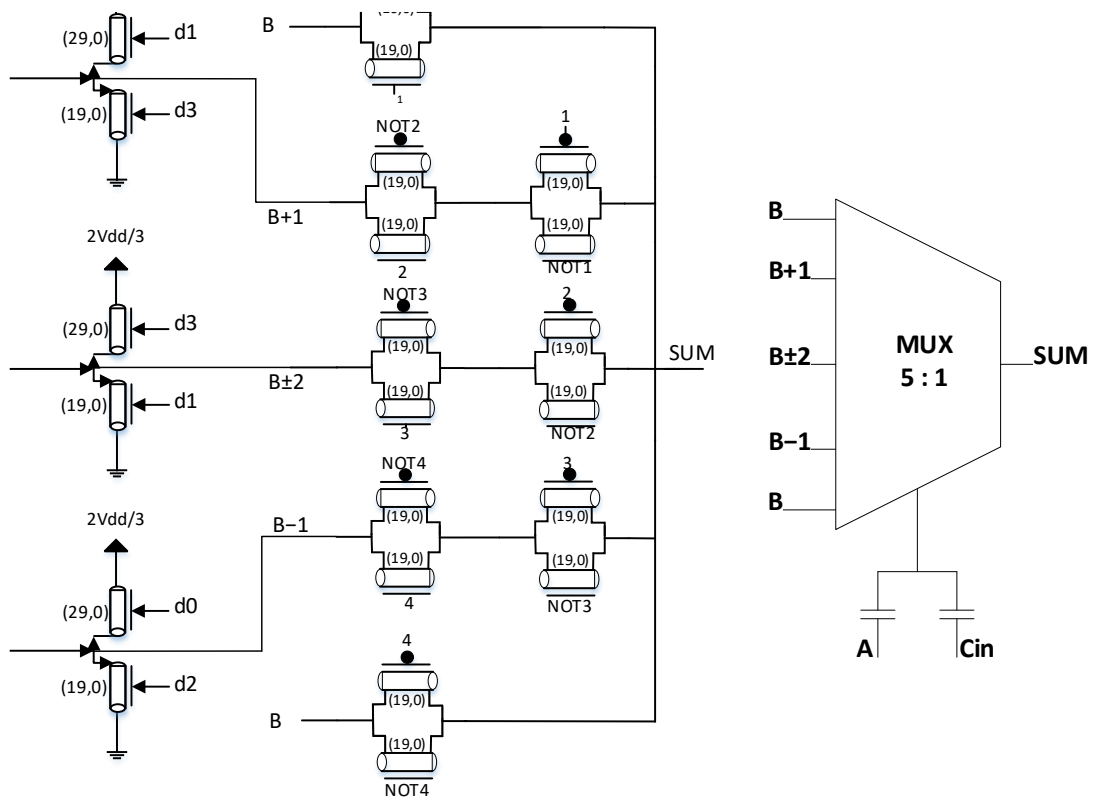 d1
(29,0)
(19,0)
d3
B
(19,0)
1
NOT2
1
(19,0)
(19,0)
B+1
(19,0)
(19,0)
2
NOT1
2Vdd/3
(29,0)
d3
(19,0)
d1
NOT3
2
(19,0)
(19,0)
B±2
SUM
(19,0)
(19,0)
3
NOT2
2Vdd/3
(29,0)
d0
(19,0)
d2
NOT4
3
(19,0)
(19,0)
B−1
(19,0)
(19,0)
4
NOT3
4
(19,0)
B
(19,0)
NOT4
B
B+1
B±2
B−1
B
MUX
5 : 1
SUM
A
Cin